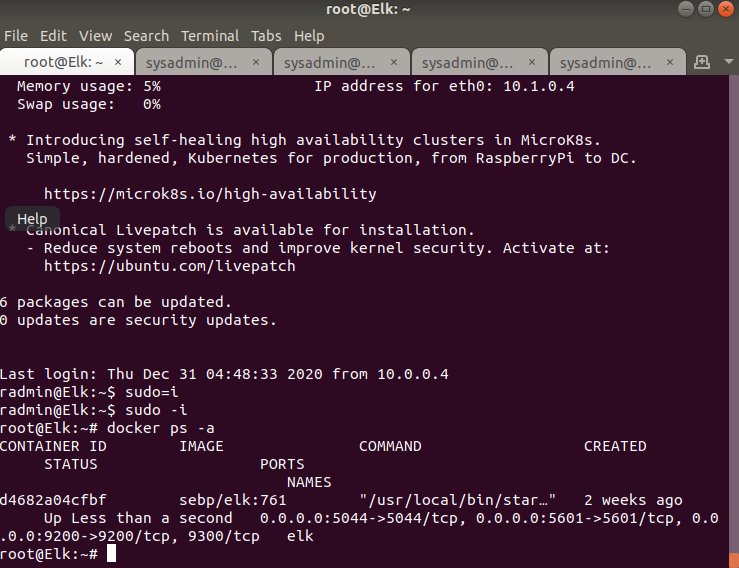 root@Elk: ~
File Edit View Search Terminal Tabs Help
root@Elk: ~ × sysadmin@... × sysadmin@... × sysadmin@... × sysadmin@... ×
Memory usage: 5% IP address for eth0: 10.1.0.4
Swap usage: 0%
* Introducing self-healing high availability clusters in MicroK8s.
Simple, hardened, Kubernetes for production, from RaspberryPi to DC.
https://microk8s.io/high-availability
Help
* Canonical Livepatch is available for installation.
- Reduce system reboots and improve kernel security. Activate at:
https://ubuntu.com/livepatch
6 packages can be updated.
0 updates are security updates.
Last login: Thu Dec 31 04:48:33 2020 from 10.0.0.4
radmin@Elk:~$ sudo=i
radmin@Elk:~$ sudo -i
root@Elk:~# docker ps -a
CONTAINER ID IMAGE COMMAND CREATED
STATUS PORTS
NAMES
d4682a04cfbf sebp/elk:761 "/usr/local/bin/star…" 2 weeks ago
Up Less than a second 0.0.0.0:5044->5044/tcp, 0.0.0.0:5601->5601/tcp, 0.0
.0.0:9200->9200/tcp, 9300/tcp elk
root@Elk:~#